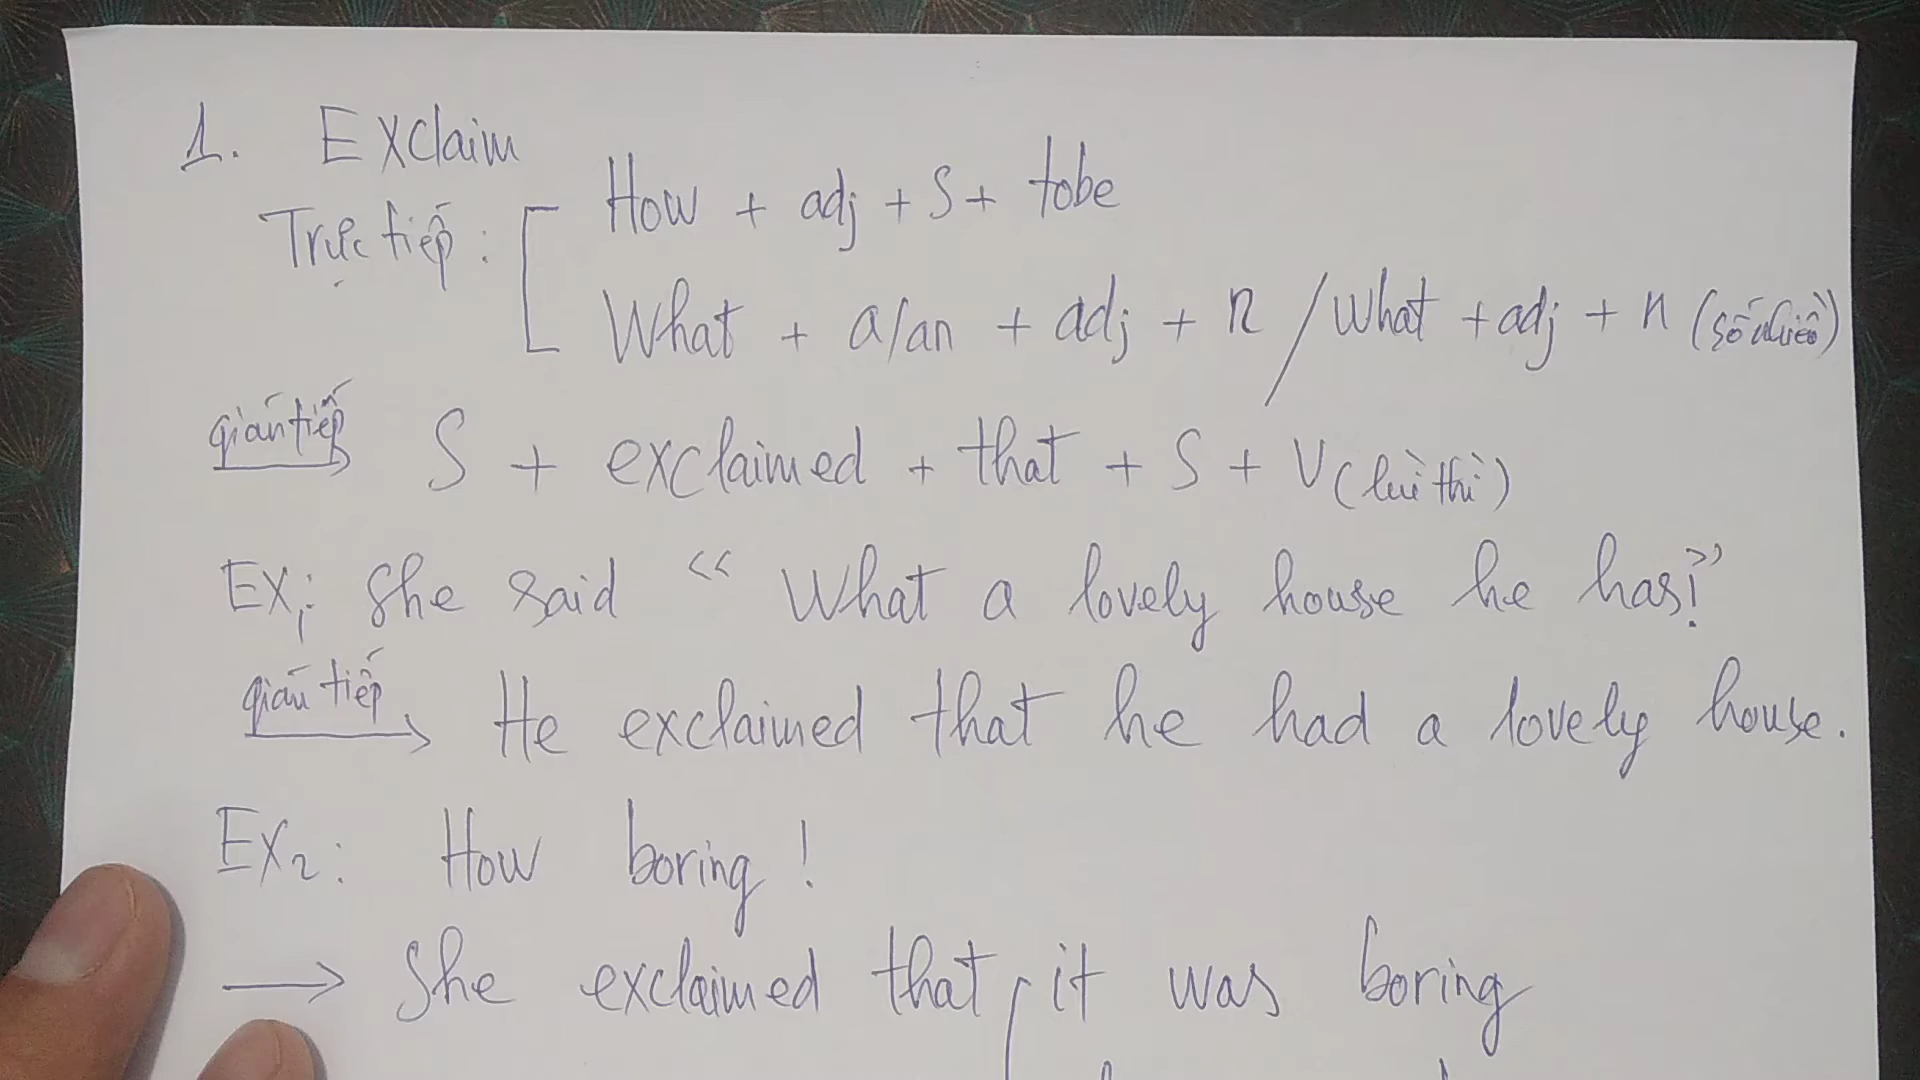 1. Exclaim
Trực tiếp: How + adj + S + tobe
What + a/an + adj + n / what + adj + n (số nhiều)
gián tiếp S + exclaimed + that + S + V (lùi thì)
EX1: She said “What a lovely house he has!”
gián tiếp He exclaimed that he had a lovely house.
EX2: How boring!
→ She exclaimed that it was boring